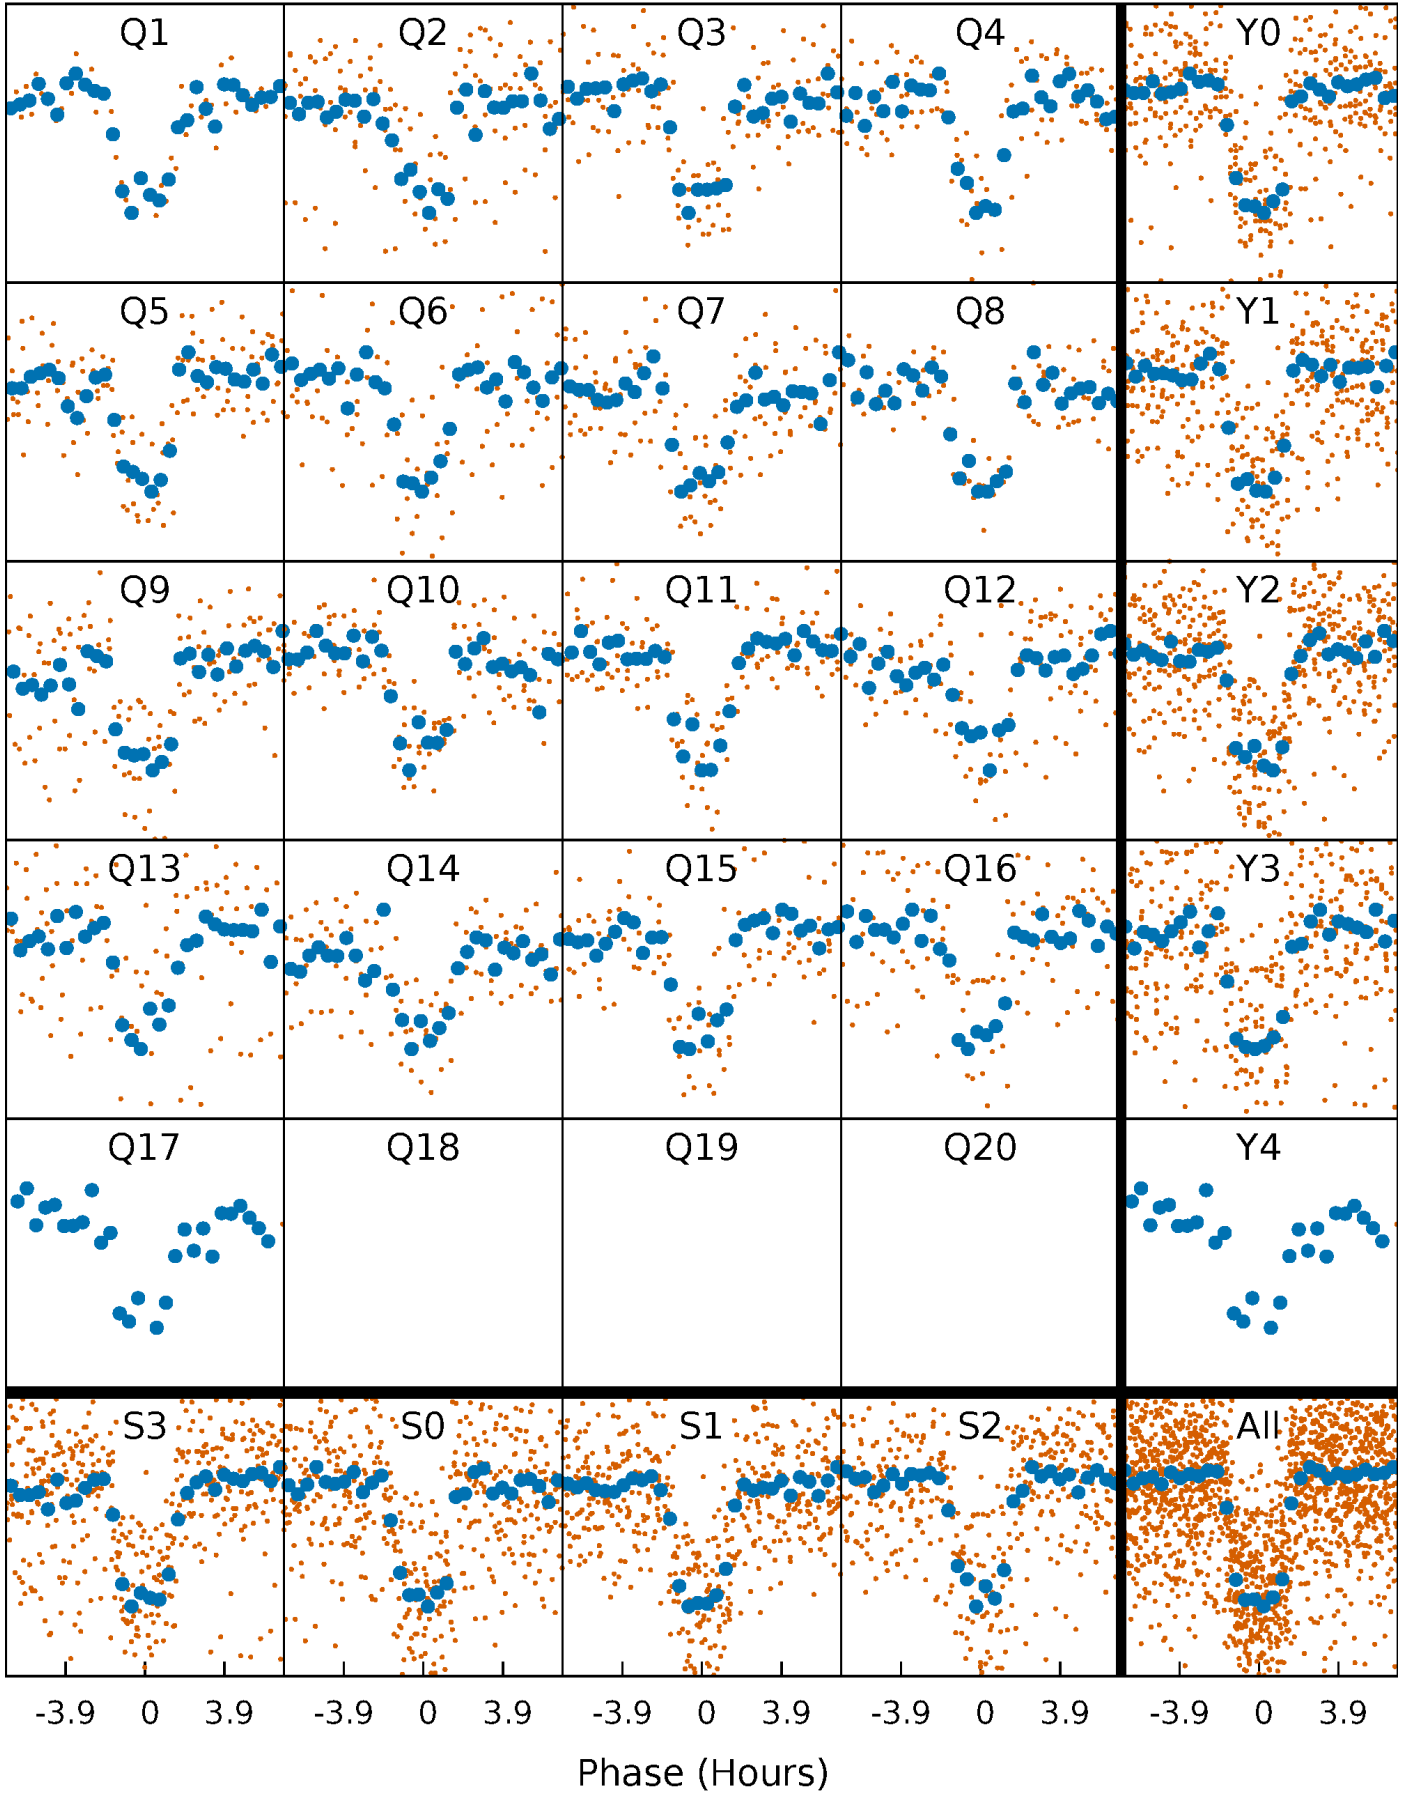 Q1 Q2 Q3 Q4 Y0
Q5 Q6 Q7 Q8 Y1
Q9 Q10 Q11 Q12 Y2
Q13 Q14 Q15 Q16 Y3
Q17 Q18 Q19 Q20 Y4
S3 S0 S1 S2 All
-3.9 0 3.9 -3.9 0 3.9 -3.9 0 3.9 -3.9 0 3.9 -3.9 0 3.9
Phase (Hours)